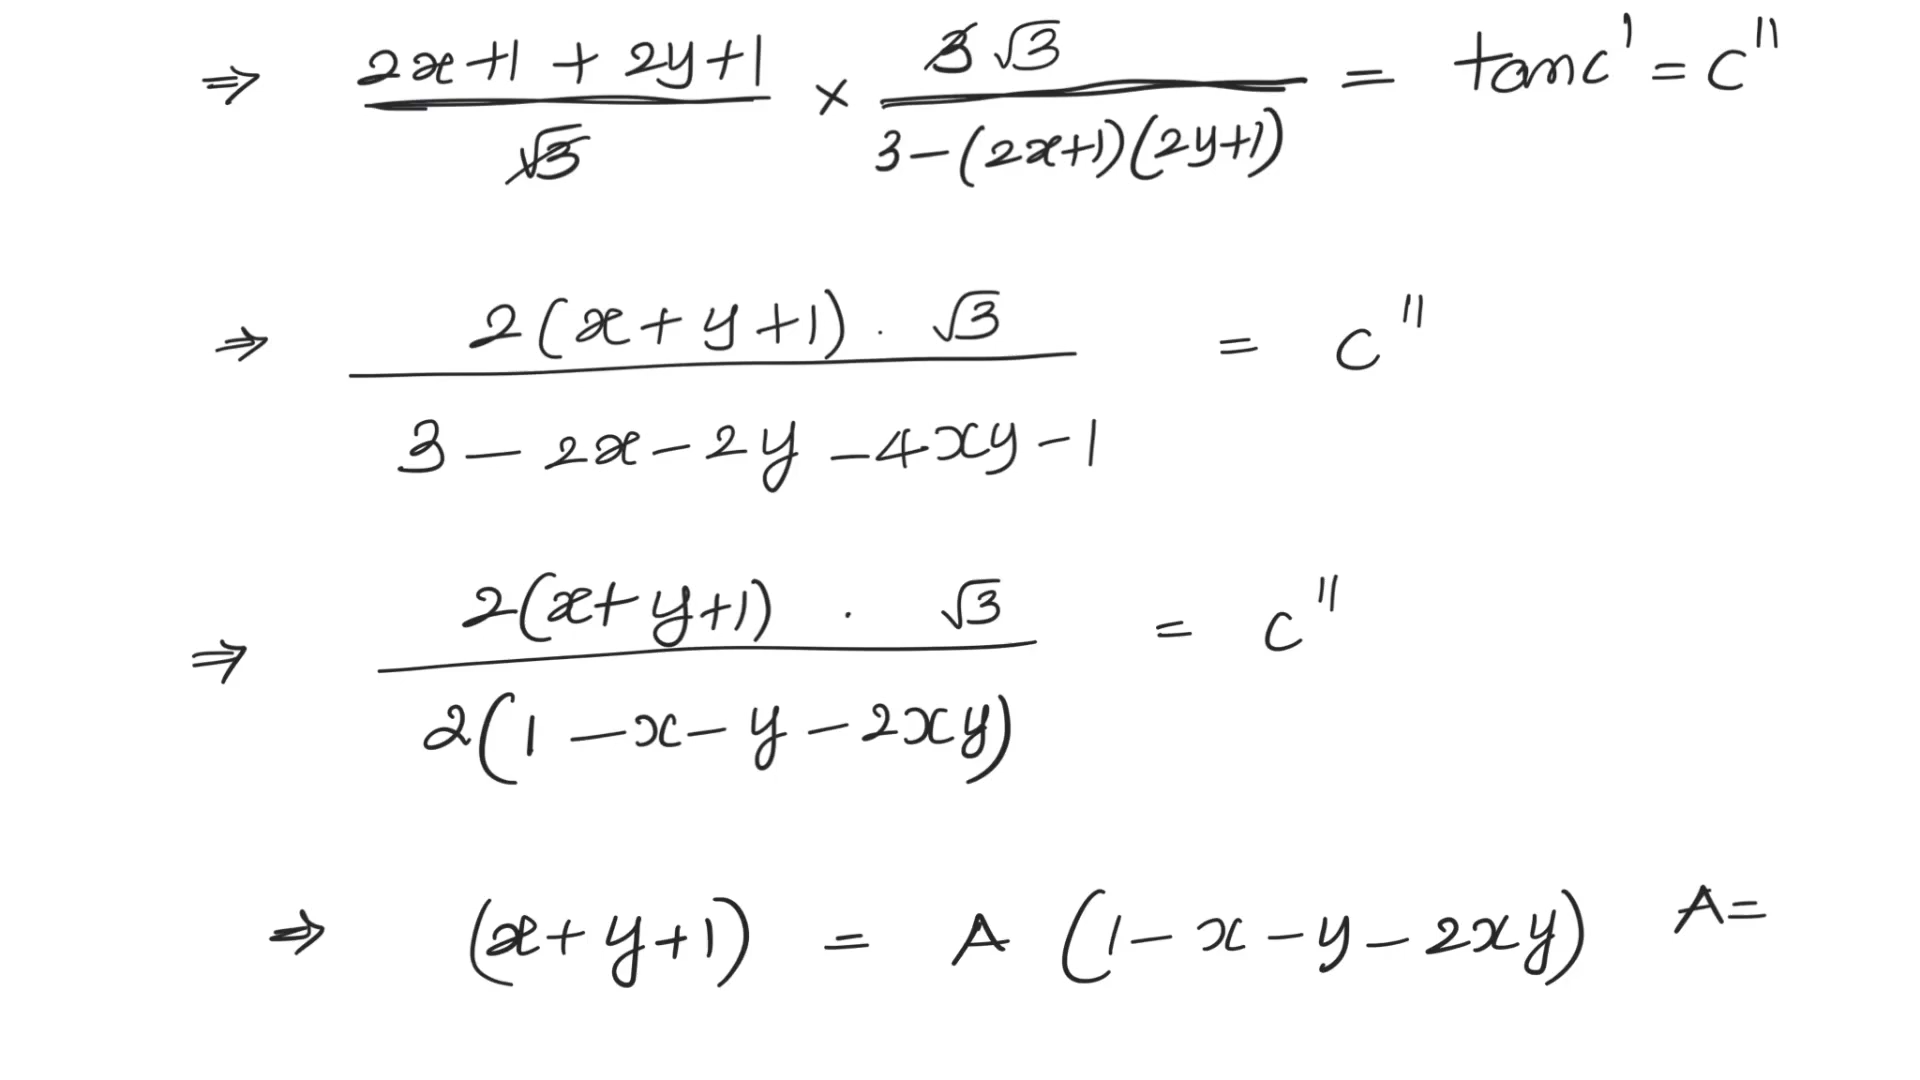 ⇒ (2x+1 + 2y+1)/√3 × 3√3/(3-(2x+1)(2y+1)) = tanc' = c''
⇒ 2(x+y+1) . √3 / (3 - 2x - 2y - 4xy - 1) = c''
⇒ 2(x+y+1) . √3 / 2(1 - x - y - 2xy) = c''
⇒ (x+y+1) = A (1 - x - y - 2xy) A=